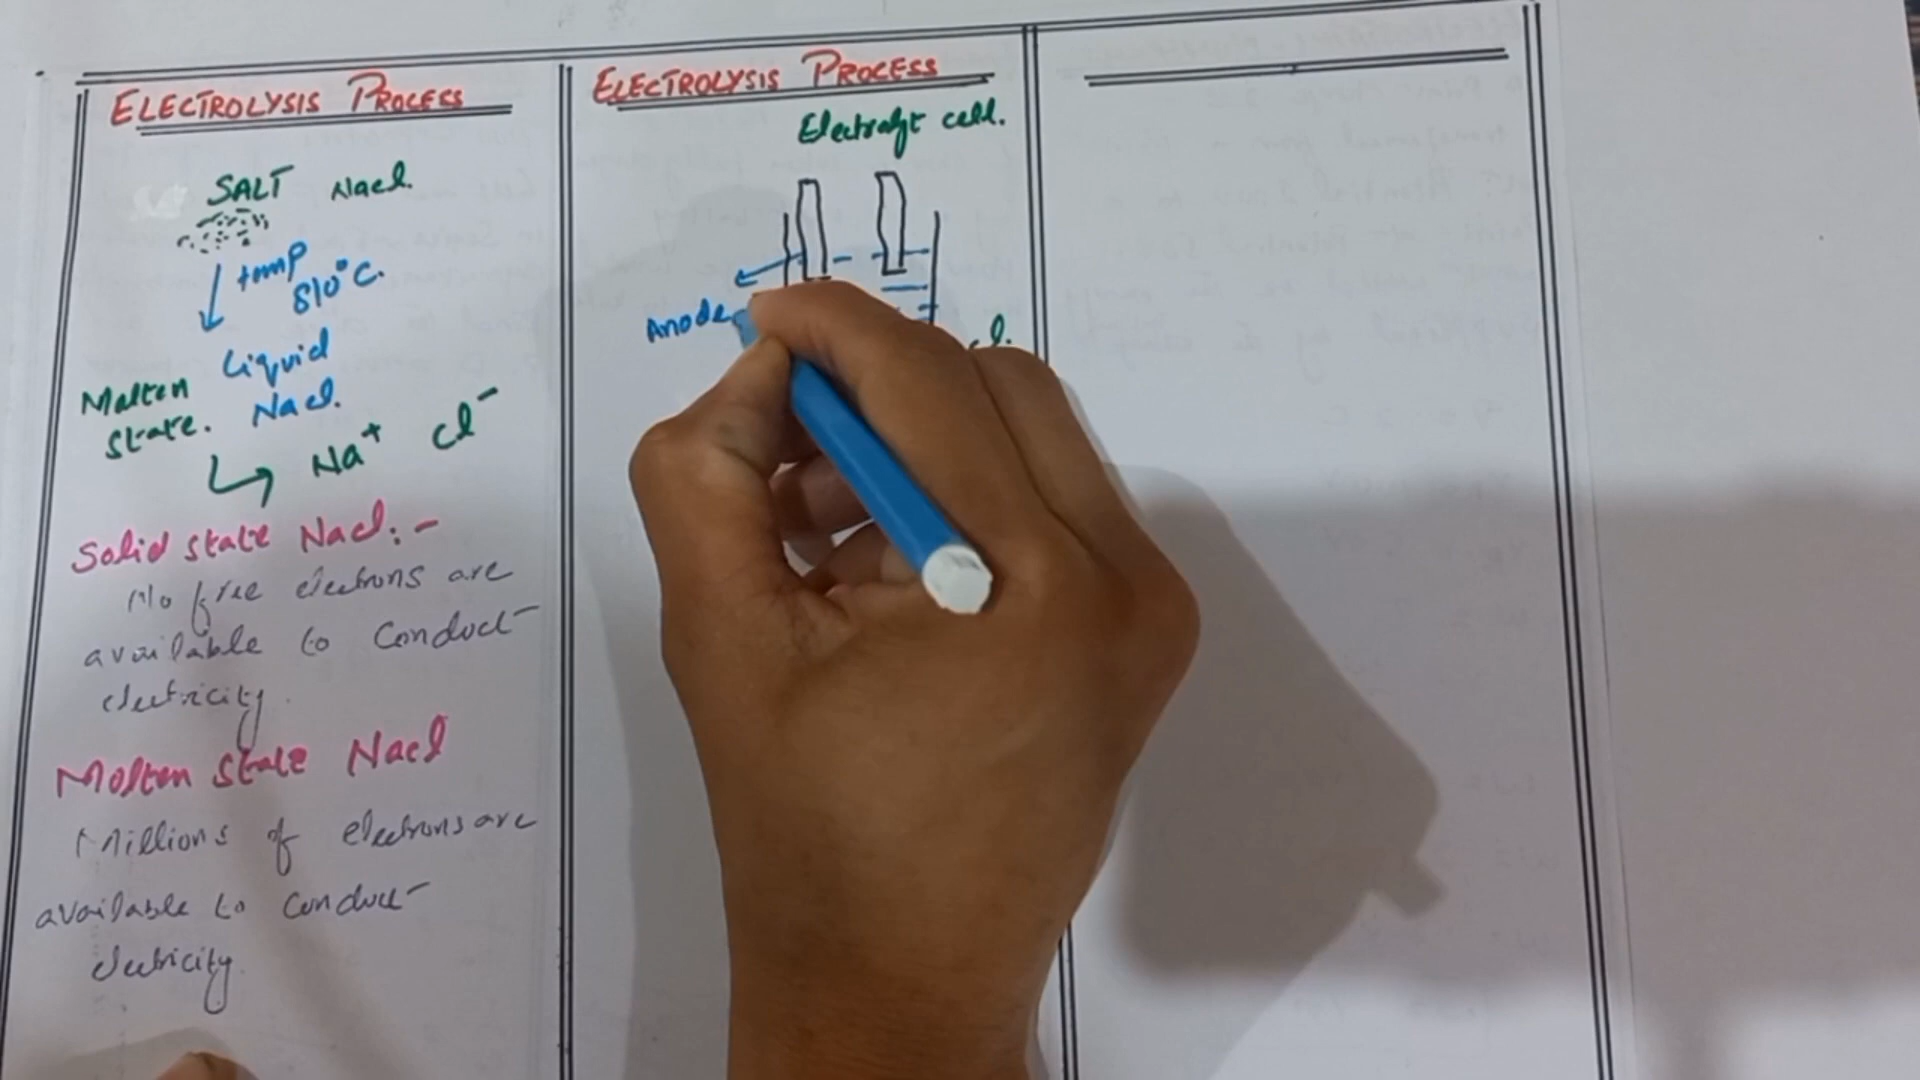 ELECTROLYSIS PROCESS
SALT Nacl.
temp
810°C.
Liquid
Nacl.
Molten
State.
Na+ cl-
Solid state Nacl:-
No free electrons are
available to conduct
electricity.
Molten state Nacl
Millions of electrons are
available to conduct
electricity.
ELECTROLYSIS PROCESS
Electrolyt cell.
Anode
cl.